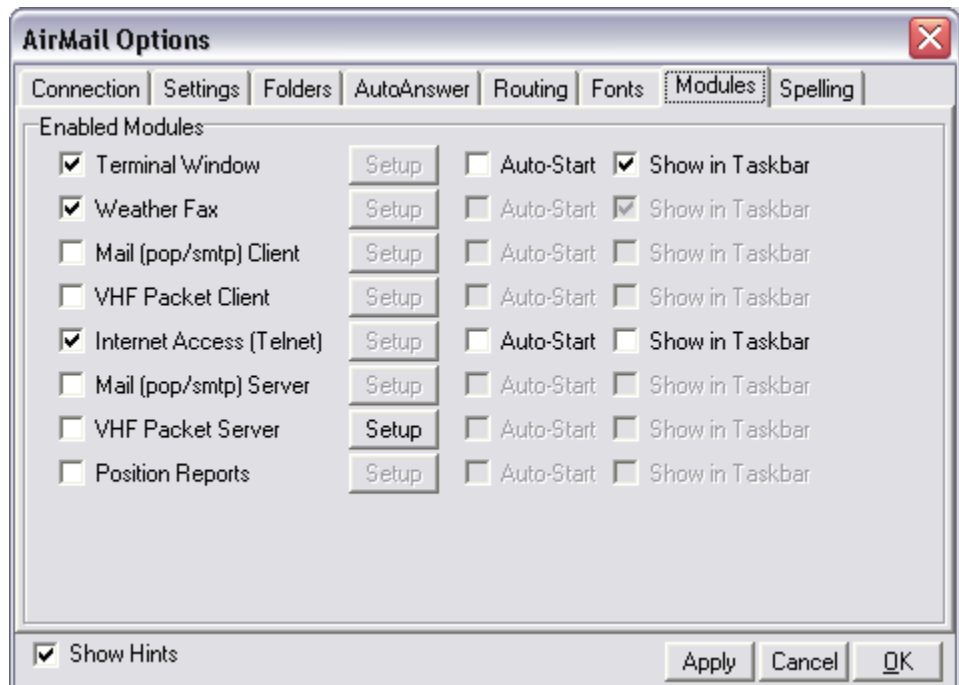 AirMail Options
Connection Settings Folders AutoAnswer Routing Fonts Modules Spelling
Enabled Modules
Terminal Window Setup Auto-Start Show in Taskbar
Weather Fax Setup Auto-Start Show in Taskbar
Mail (pop/smtp) Client Setup Auto-Start Show in Taskbar
VHF Packet Client Setup Auto-Start Show in Taskbar
Internet Access (Telnet) Setup Auto-Start Show in Taskbar
Mail (pop/smtp) Server Setup Auto-Start Show in Taskbar
VHF Packet Server Setup Auto-Start Show in Taskbar
Position Reports Setup Auto-Start Show in Taskbar
Show Hints Apply Cancel OK